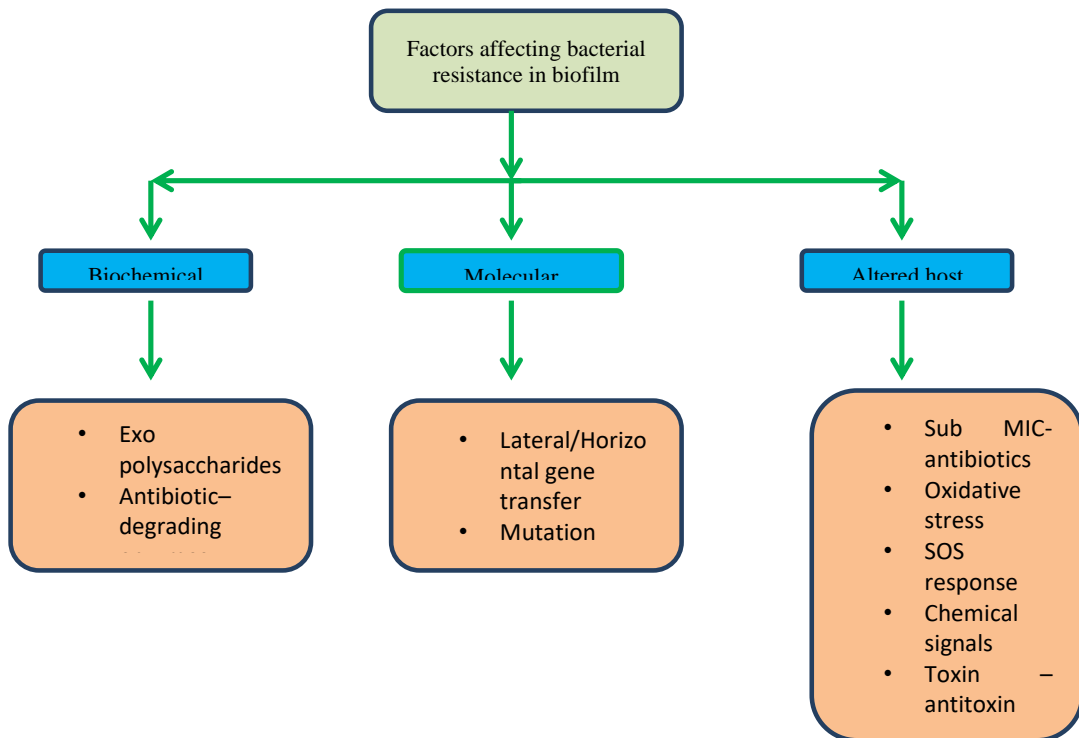 Factors affecting bacterial
resistance in biofilm
Biochemical
Molecular
Altered host
• Exo
polysaccharides
• Antibiotic–
degrading
• Lateral/Horizo
ntal gene
transfer
• Mutation
• Sub MIC-
antibiotics
• Oxidative
stress
• SOS
response
• Chemical
signals
• Toxin –
antitoxin